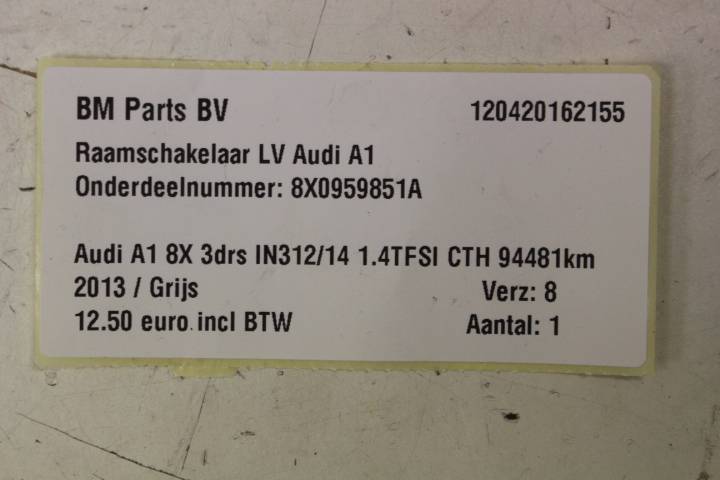 BM Parts BV 120420162155
Raamschakelaar LV Audi A1
Onderdeelnummer: 8X0959851A
Audi A1 8X 3drs IN312/14 1.4TFSI CTH 94481km
2013 / Grijs Verz: 8
12.50 euro incl BTW Aantal: 1